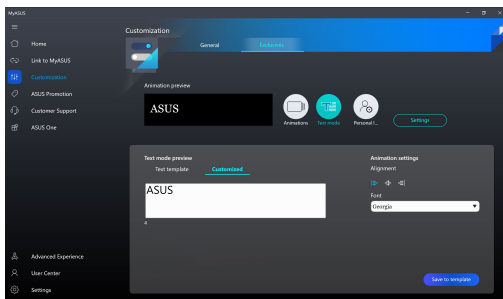 MyASUS
Customization
Home
General
Exclusives
Link to MyASUS
Customization
ASUS Promotion
Animation preview
Customer Support
ASUS
ASUS One
Animations
Text mode
Personal I...
Settings
Text mode preview
Animation settings
Text template
Customized
Alignment
ASUS
Font
Georgia
4
Advanced Experience
User Center
Save to template
Settings